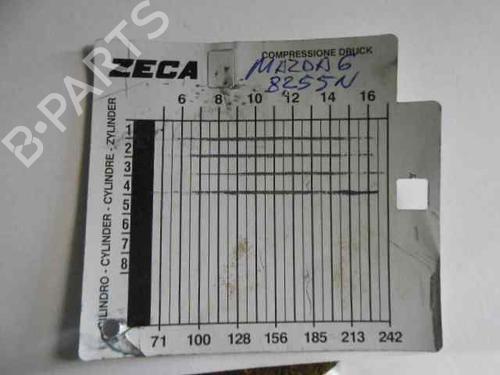 ZECA
COMPRESSIONE DRUCK
MAZDA 6
8255N
6 8 10 12 14 16
CILINDRO - CYLINDER - CYLINDRE - ZYLINDER
1
2
3
4
5
6
7
8
71 100 128 156 185 213 242
B-PARTS